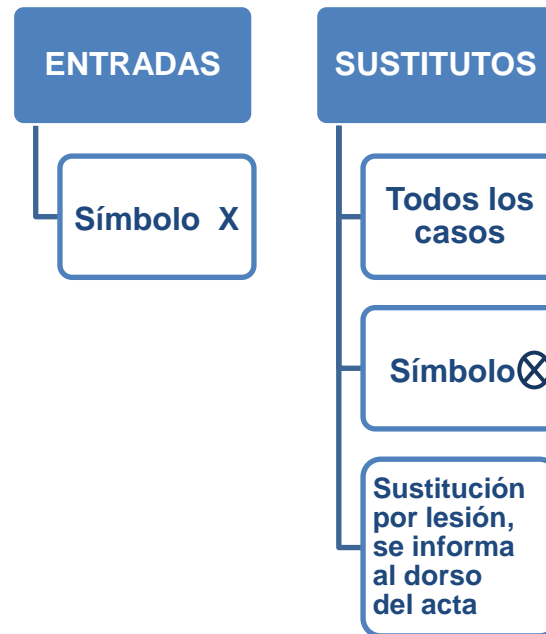 ENTRADAS
Símbolo X
SUSTITUTOS
Todos los
casos
Símbolo ⊗
Sustitución
por lesión,
se informa
al dorso
del acta